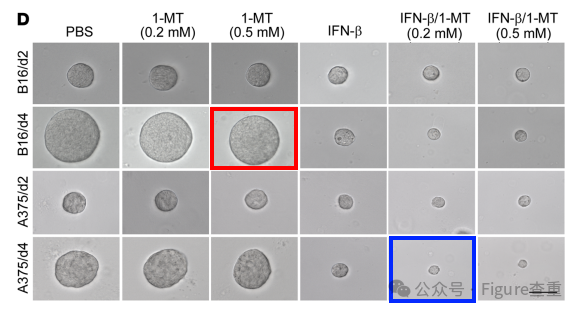 D
PBS
1-MT
(0.2 mM)
1-MT
(0.5 mM)
IFN-β
IFN-β/1-MT
(0.2 mM)
IFN-β/1-MT
(0.5 mM)
B16/d2
B16/d4
A375/d2
A375/d4
公众号 · Figure查重